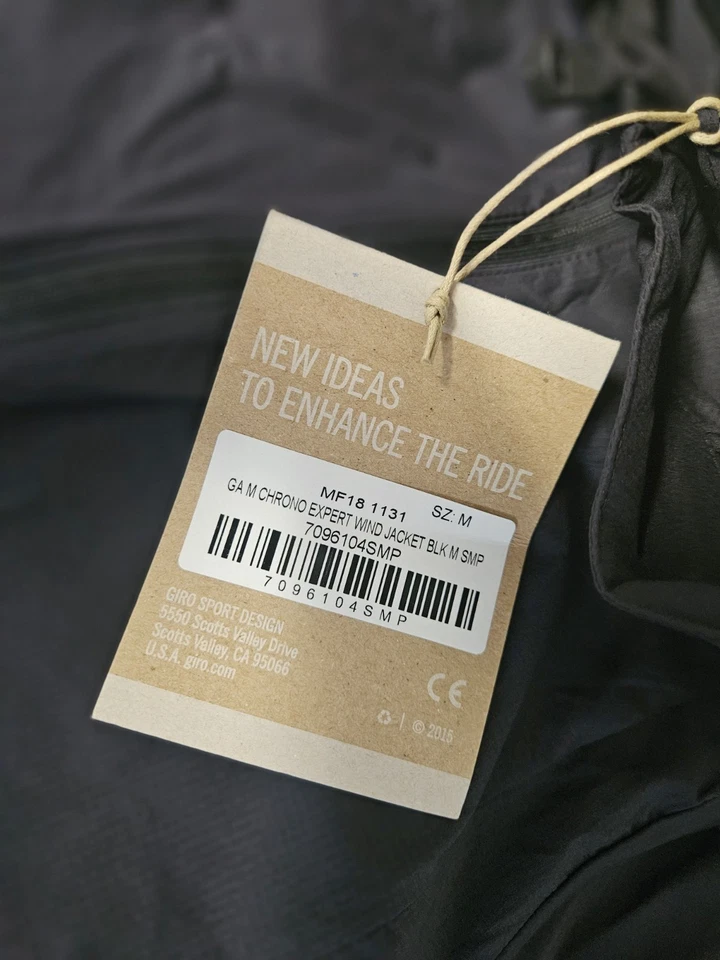 NEW IDEAS
TO ENHANCE THE RIDE
MF18 1131 SZ: M
GA M CHRONO EXPERT WIND JACKET BLK M SMP
7096104SMP
7096104SMP
GIRO SPORT DESIGN
5550 Scotts Valley Drive
Scotts Valley, CA 95066
U.S.A. giro.com
CE
| © 2015